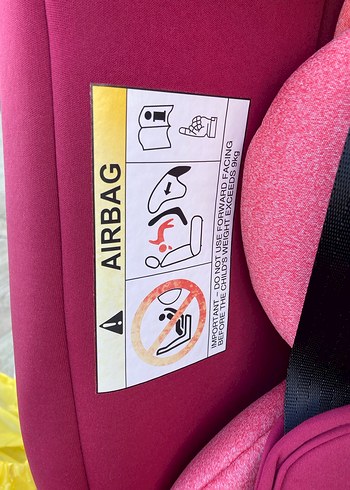 AIRBAG
IMPORTANT – DO NOT USE FORWARD FACING
BEFORE THE CHILD'S WEIGHT EXCEEDS 9kg